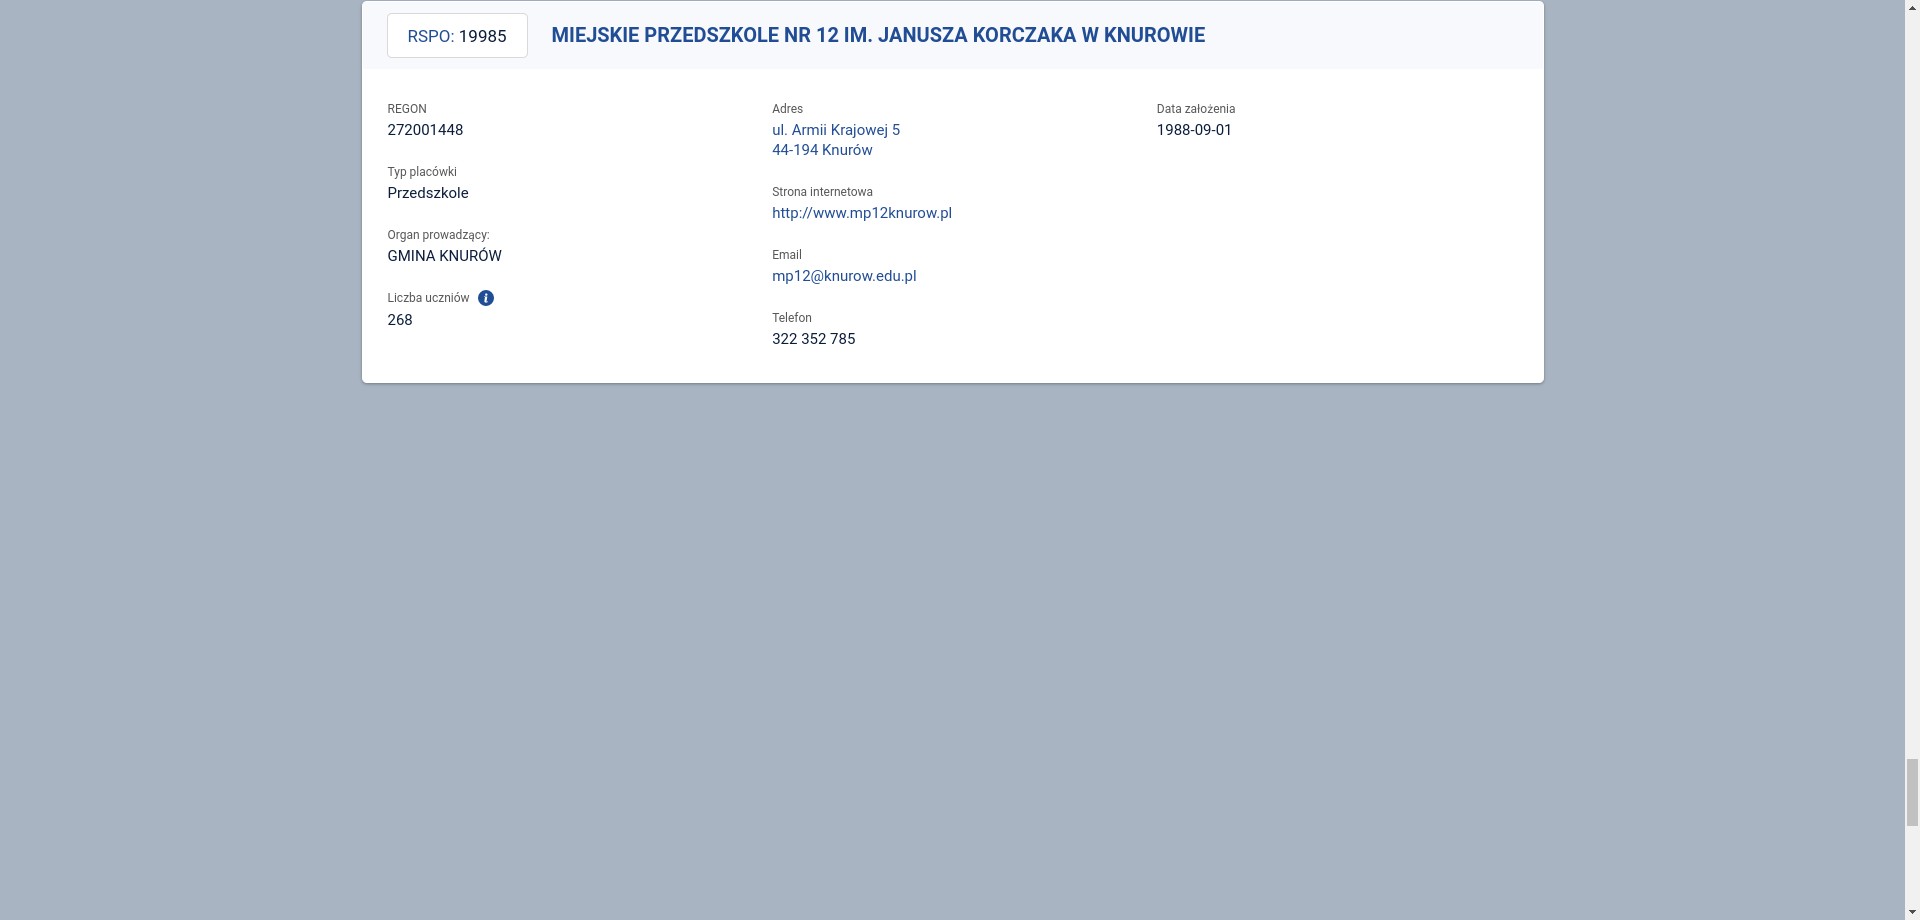 RSPO: 19985
MIEJSKIE PRZEDSZKOLE NR 12 IM. JANUSZA KORCZAKA W KNUROWIE
REGON
272001448
Typ placówki
Przedszkole
Organ prowadzący:
GMINA KNURÓW
Liczba uczniów
268
Adres
ul. Armii Krajowej 5
44-194 Knurów
Strona internetowa
http://www.mp12knurow.pl
Email
mp12@knurow.edu.pl
Telefon
322 352 785
Data założenia
1988-09-01